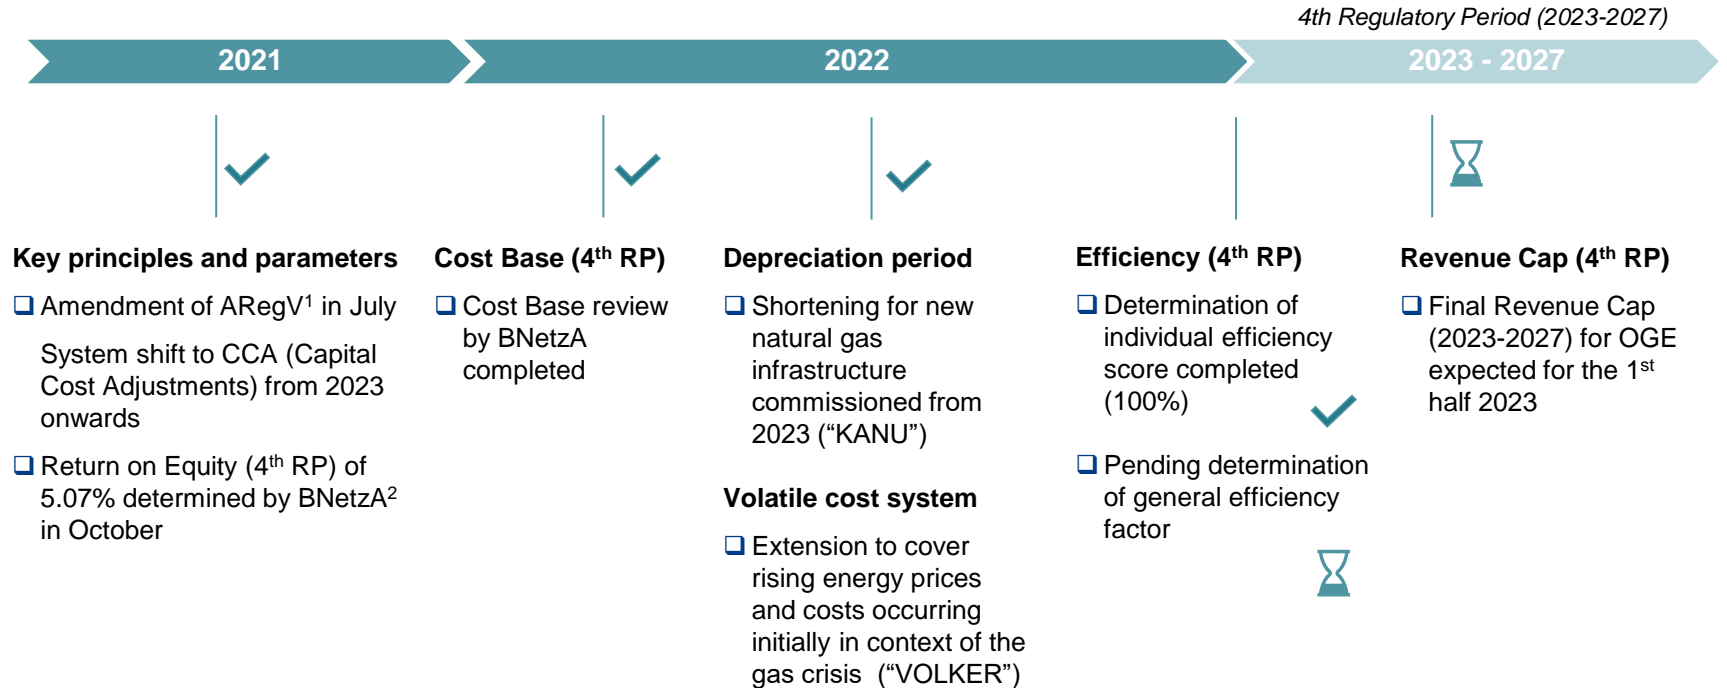 4th Regulatory Period (2023-2027)
2021
2022
2023 - 2027
Key principles and parameters
Amendment of ARegV1 in July
System shift to CCA (Capital
Cost Adjustments) from 2023
onwards
Return on Equity (4th RP) of
5.07% determined by BNetzA2
in October
Cost Base (4th RP)
Cost Base review
by BNetzA
completed
Depreciation period
Shortening for new
natural gas
infrastructure
commissioned from
2023 (“KANU”)
Volatile cost system
Extension to cover
rising energy prices
and costs occurring
initially in context of the
gas crisis (“VOLKER”)
Efficiency (4th RP)
Determination of
individual efficiency
score completed
(100%)
Pending determination
of general efficiency
factor
Revenue Cap (4th RP)
Final Revenue Cap
(2023-2027) for OGE
expected for the 1st
half 2023